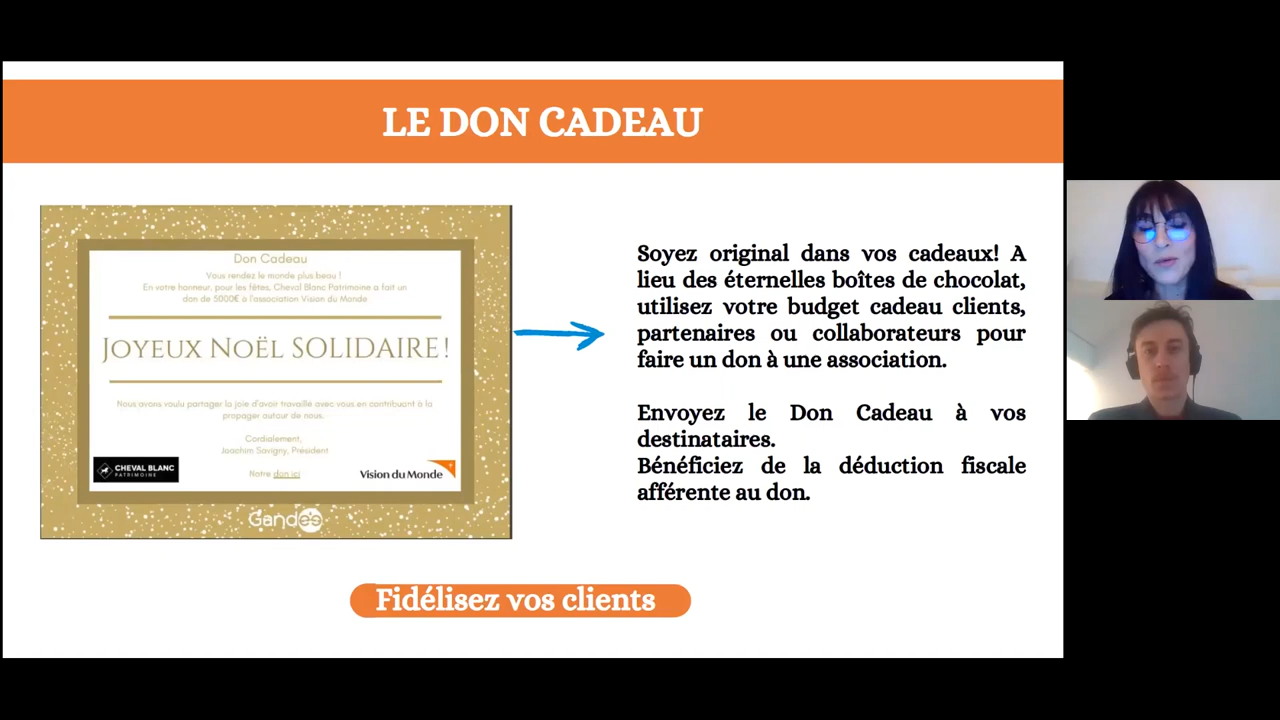 LE DON CADEAU
Don Cadeau
Vous rendez le monde plus beau !
En votre honneur, pour les fêtes, Cheval Blanc Patrimoine a fait un
don de 5000€ à l'association Vision du Monde
JOYEUX NOËL SOLIDAIRE!
Nous avons voulu partager la joie d'avoir travaillé avec vous en contribuant à la
propager autour de nous.
Cordialement,
Joachim Savigny, Président
Notre don ici
CHEVAL BLANC
PATRIMOINE
Vision du Monde
Gandee
Soyez original dans vos cadeaux! A
lieu des éternelles boîtes de chocolat,
utilisez votre budget cadeau clients,
partenaires ou collaborateurs pour
faire un don à une association.
Envoyez le Don Cadeau à vos
destinataires.
Bénéficiez de la déduction fiscale
afférente au don.
Fidélisez vos clients